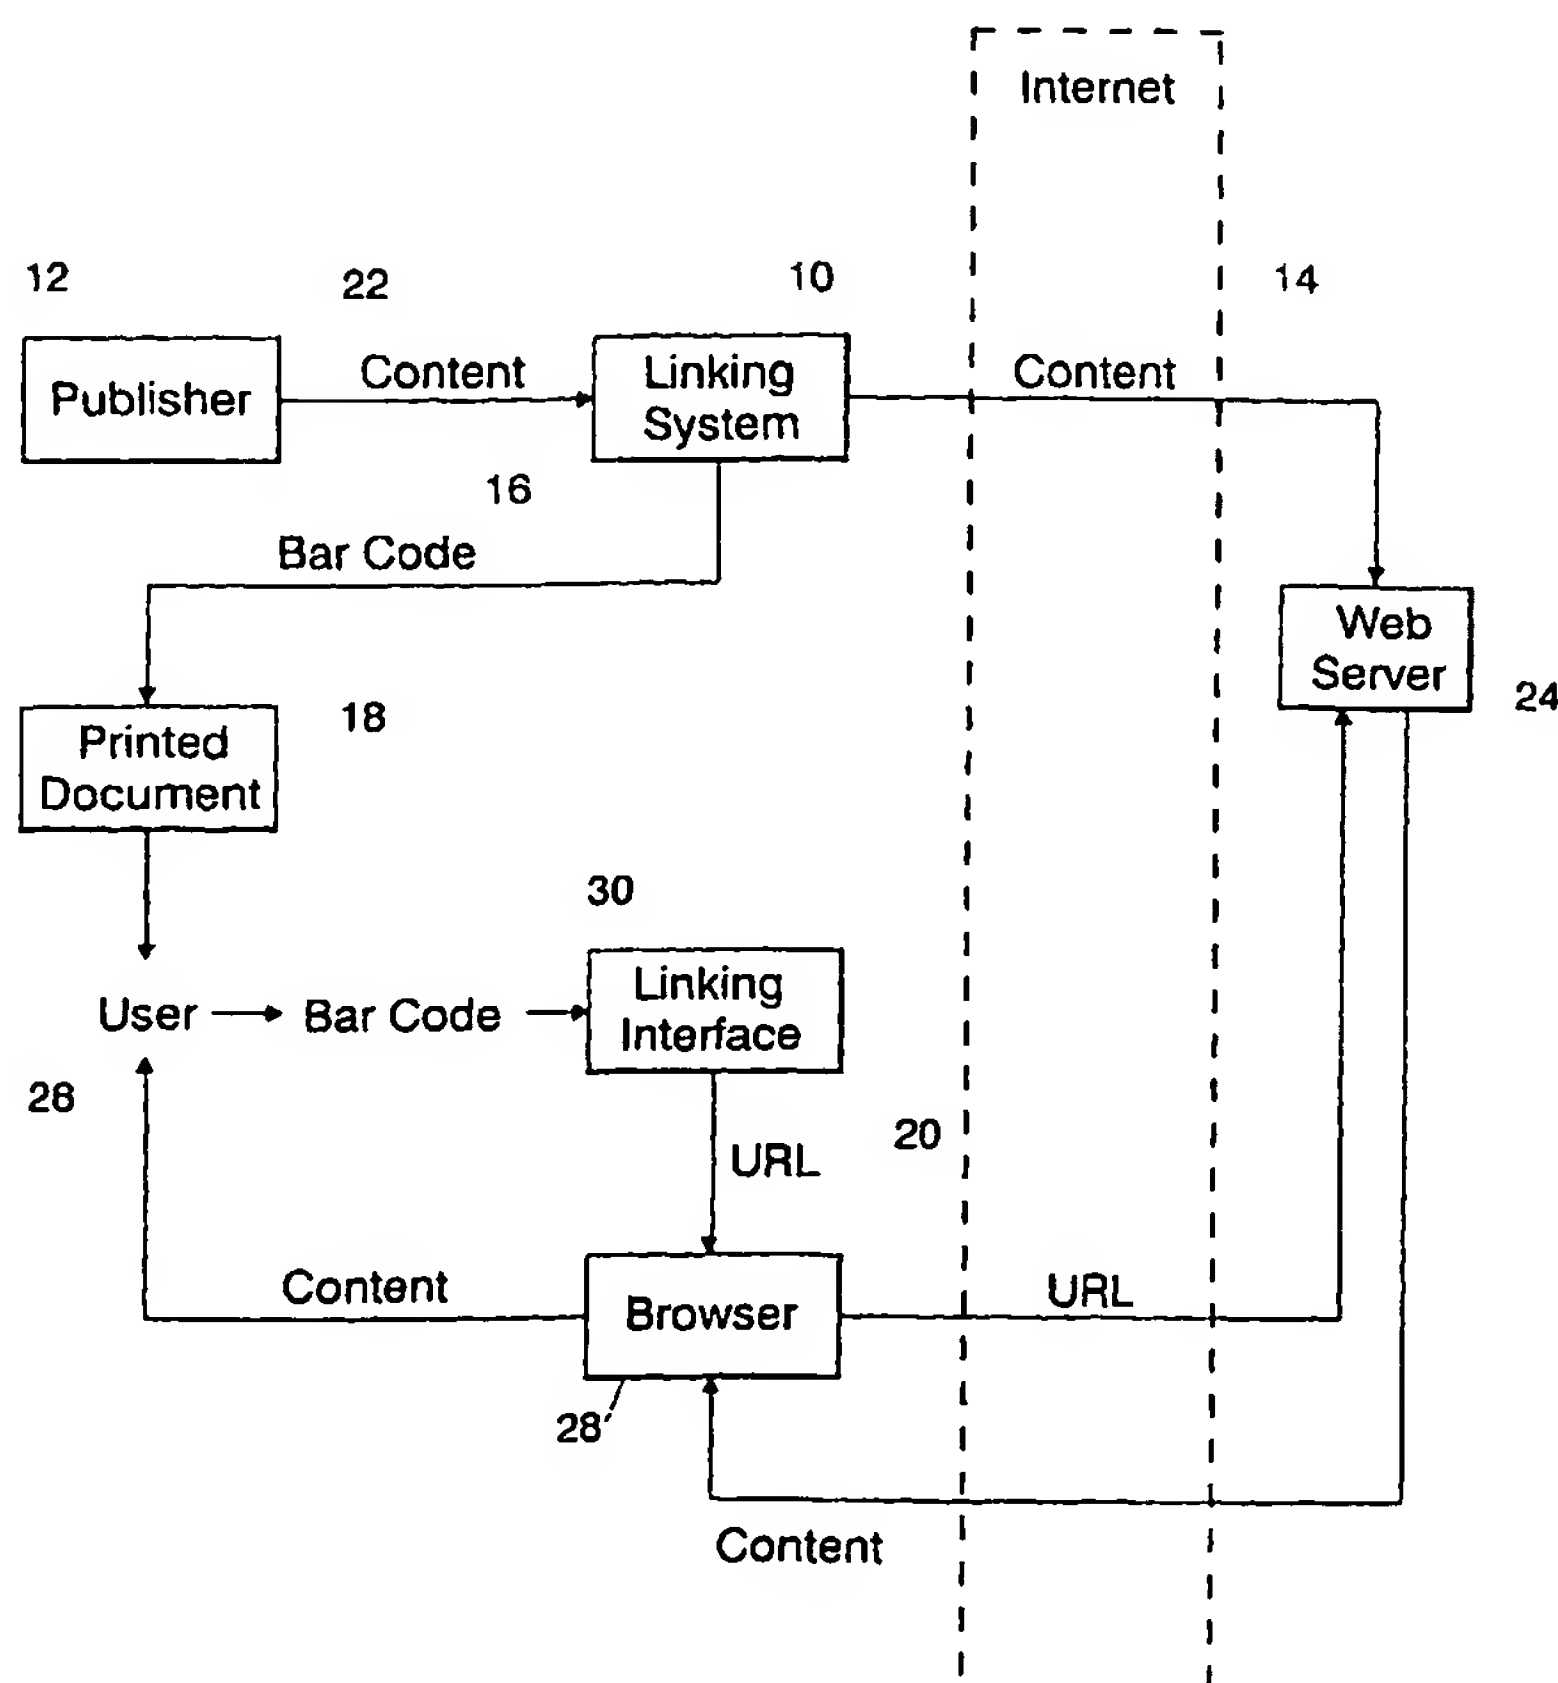 Internet
12
22
10
14
Publisher
Content
Linking
System
Content
16
Bar Code
Web
Server
24
18
Printed
Document
30
Linking
Interface
User
Bar Code
28
20
URL
Content
Browser
URL
28'
Content